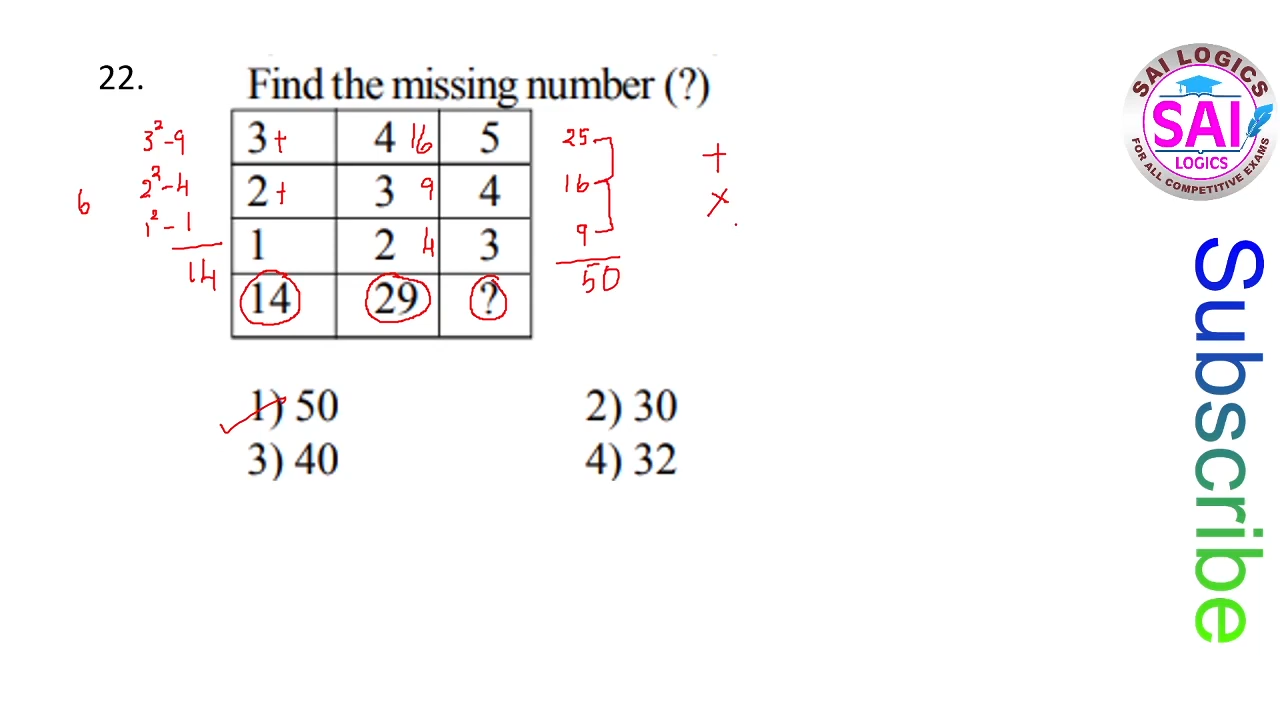 22. Find the missing number (?)
3² - 9 3 + 4 16 5 25 +
6 2² - 4 2 + 3 9 4 16 ×
1² - 1 1 2 4 3 9
14 14 29 ? 50
1) 50 2) 30
3) 40 4) 32
SAI LOGICS
SAI
LOGICS
FOR ALL COMPETITIVE EXAMS
Subscribe